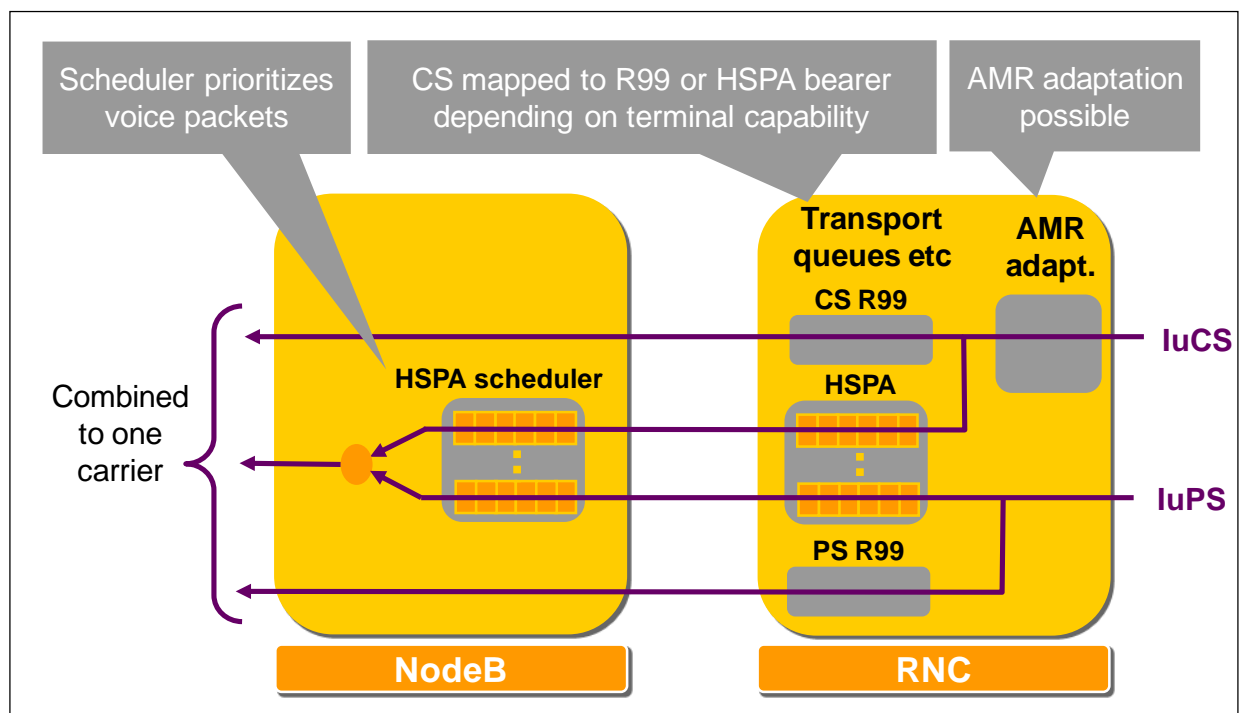 Scheduler prioritizes
voice packets
CS mapped to R99 or HSPA bearer
depending on terminal capability
AMR adaptation
possible
Transport
queues etc
AMR
adapt.
CS R99
IuCS
HSPA scheduler
HSPA
Combined
to one
carrier
IuPS
PS R99
NodeB
RNC